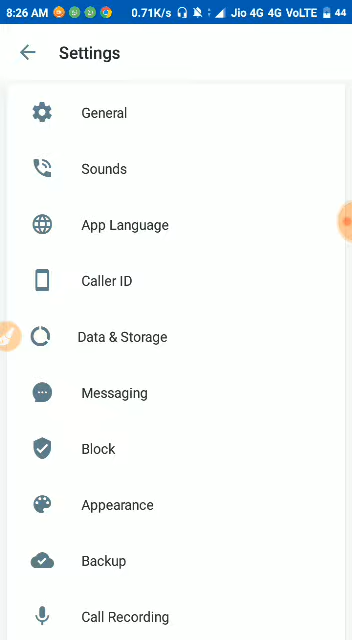 8:26 AM 0.71K/s Jio 4G 4G VoLTE 44
Settings
General
Sounds
App Language
Caller ID
Data & Storage
Messaging
Block
Appearance
Backup
Call Recording